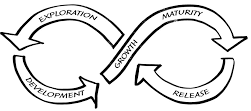 EXPLORATION
MATURITY
GROWTH
DEVELOPMENT
RELEASE